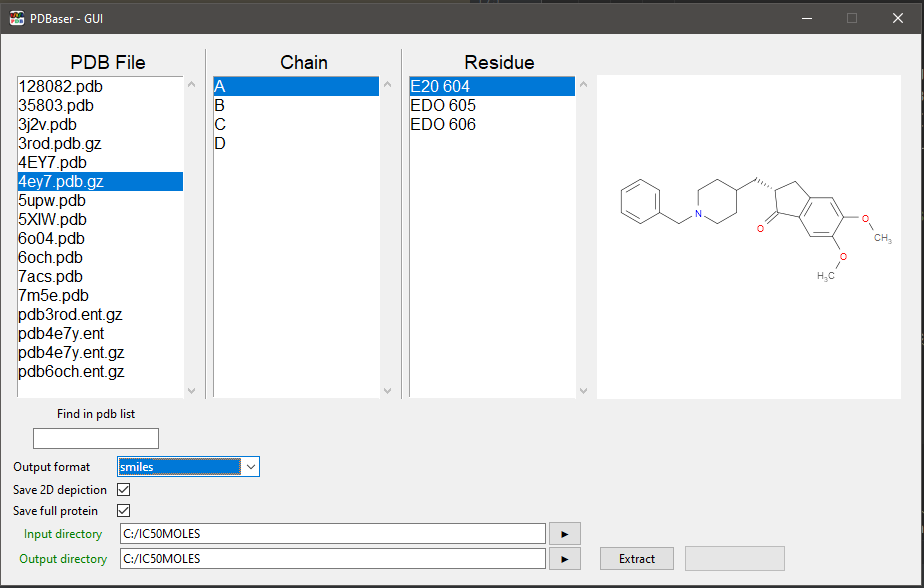 PDBaser - GUI
PDB File
128082.pdb
35803.pdb
3j2v.pdb
3rod.pdb.gz
4EY7.pdb
4ey7.pdb.gz
5upw.pdb
5XIW.pdb
6o04.pdb
6och.pdb
7acs.pdb
7m5e.pdb
pdb3rod.ent.gz
pdb4e7y.ent
pdb4e7y.ent.gz
pdb6och.ent.gz
Chain
A
B
C
D
Residue
E20 604
EDO 605
EDO 606
N
O
O
CH3
O
H3C
Find in pdb list
Output format smiles
Save 2D depiction
Save full protein
Input directory C:/IC50MOLES
Output directory C:/IC50MOLES
Extract